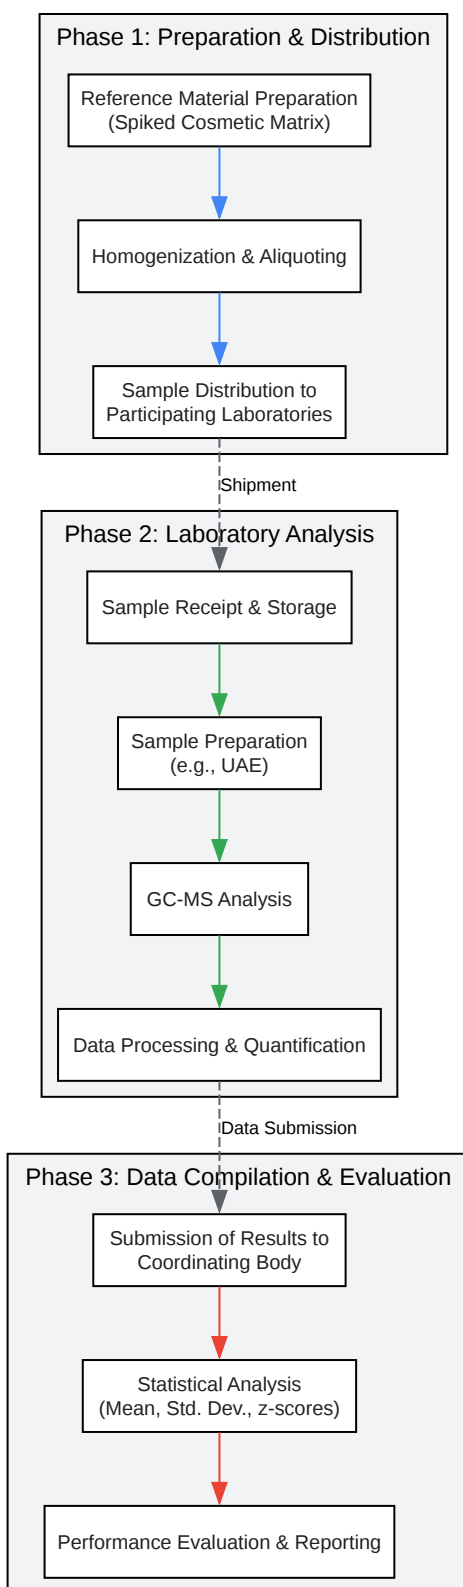 Phase 1: Preparation & Distribution
Reference Material Preparation
(Spiked Cosmetic Matrix)
Homogenization & Aliquoting
Sample Distribution to
Participating Laboratories
Shipment
Phase 2: Laboratory Analysis
Sample Receipt & Storage
Sample Preparation
(e.g., UAE)
GC-MS Analysis
Data Processing & Quantification
Data Submission
Phase 3: Data Compilation & Evaluation
Submission of Results to
Coordinating Body
Statistical Analysis
(Mean, Std. Dev., z-scores)
Performance Evaluation & Reporting